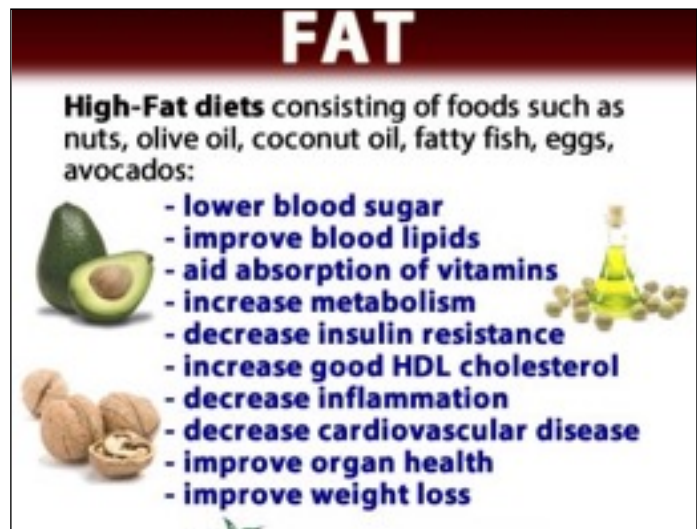 FAT
High-Fat diets consisting of foods such as
nuts, olive oil, coconut oil, fatty fish, eggs,
avocados:
- lower blood sugar
- improve blood lipids
- aid absorption of vitamins
- increase metabolism
- decrease insulin resistance
- increase good HDL cholesterol
- decrease inflammation
- decrease cardiovascular disease
- improve organ health
- improve weight loss